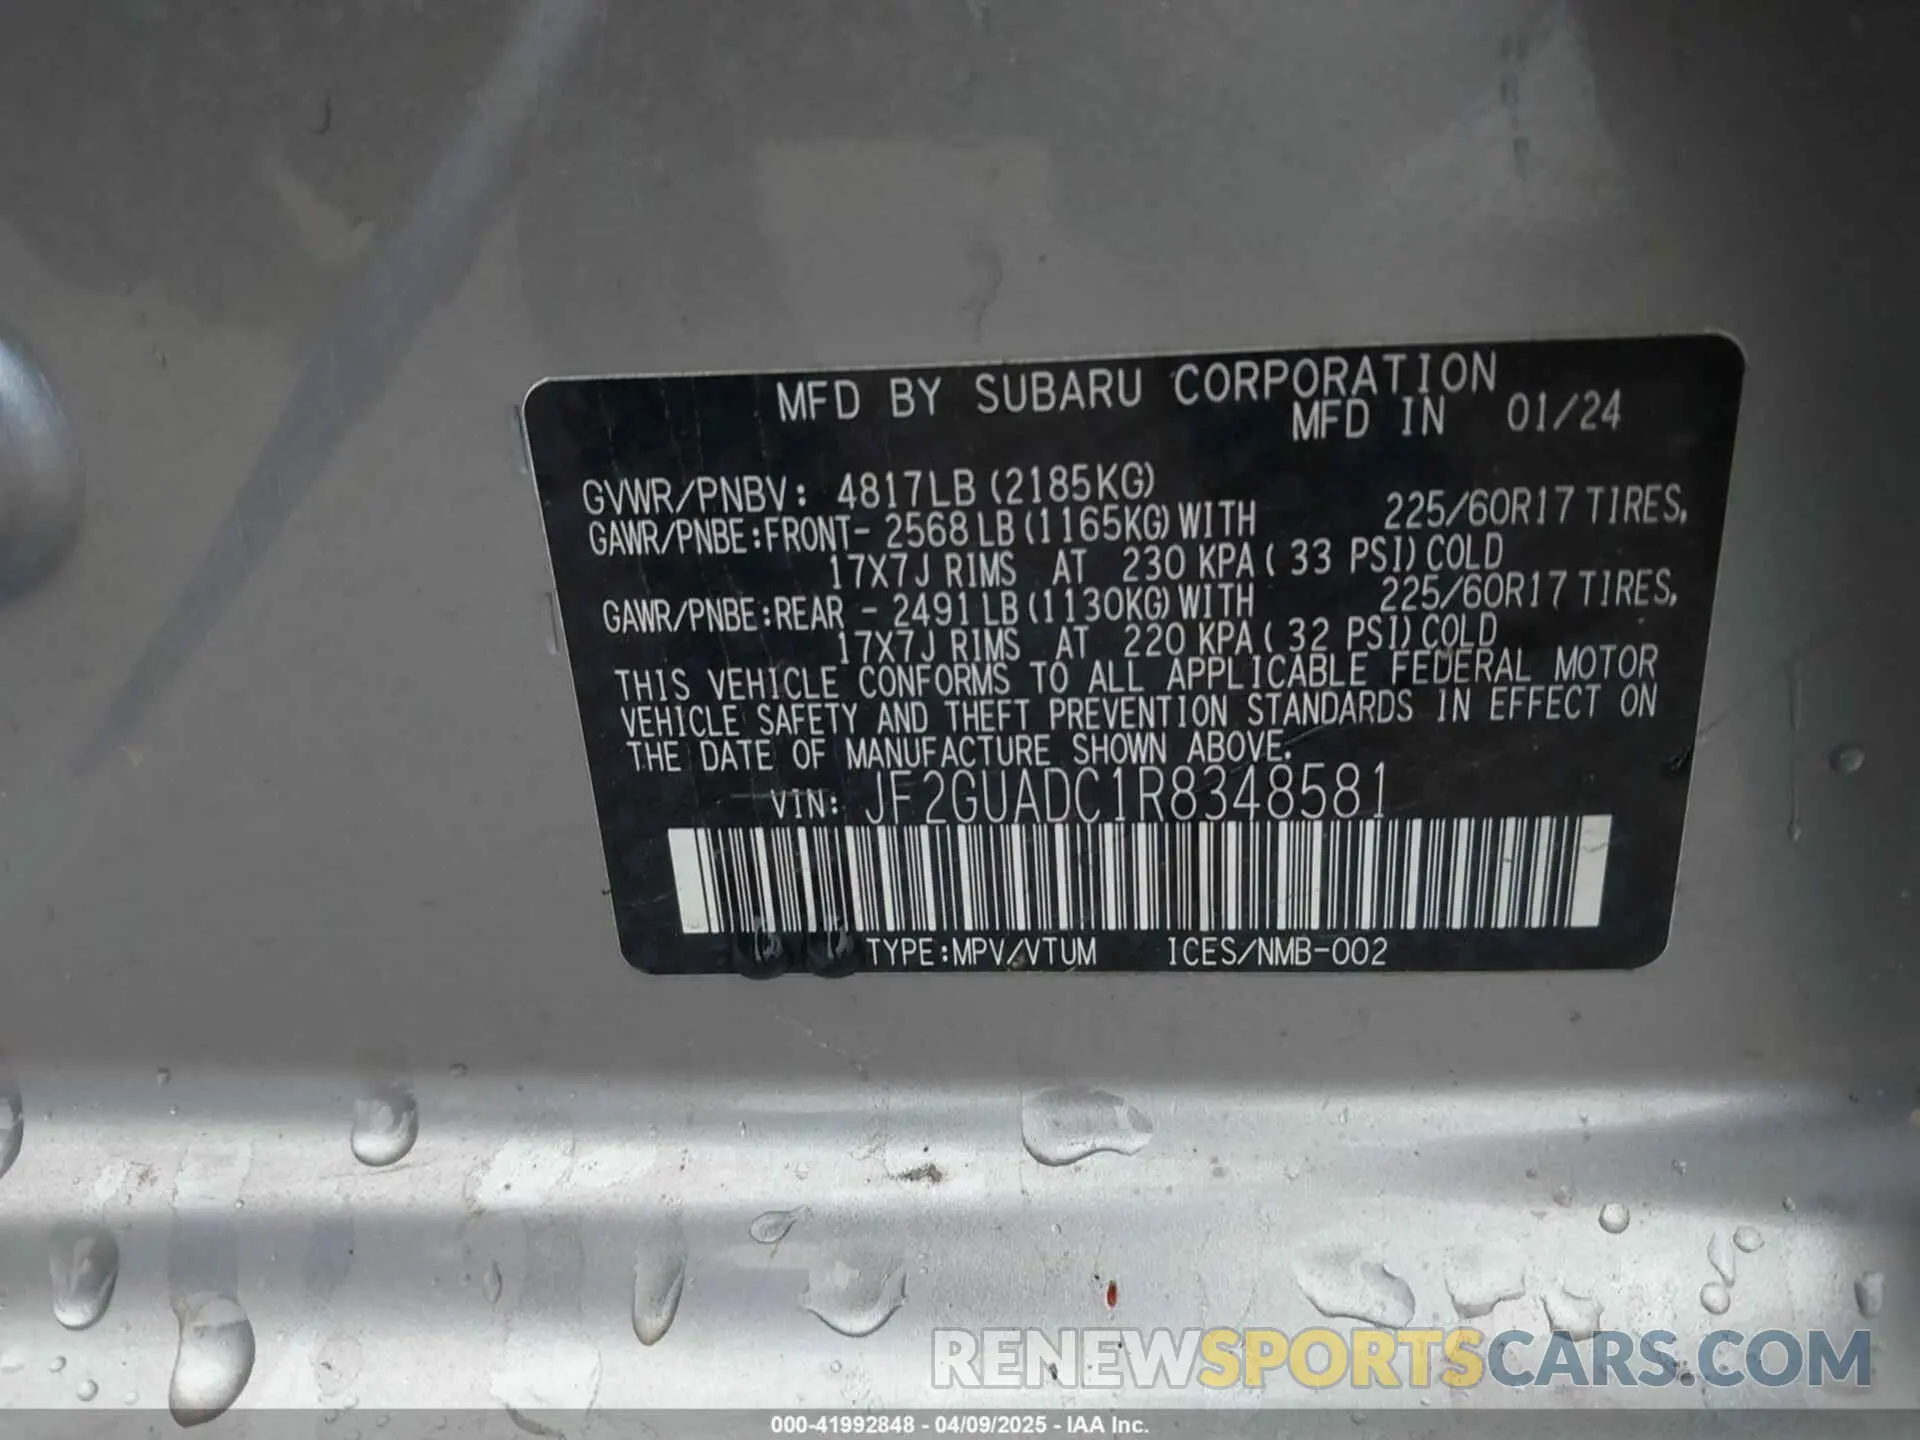 MFD BY SUBARU CORPORATION
MFD IN 01/24
GVWR/PNBV: 4817LB (2185KG)
GAWR/PNBE:FRONT- 2568LB (1165KG) WITH 225/60R17 TIRES,
17X7J RIMS AT 230 KPA ( 33 PSI) COLD
GAWR/PNBE:REAR - 2491LB (1130KG) WITH 225/60R17 TIRES,
17X7J RIMS AT 220 KPA ( 32 PSI) COLD
THIS VEHICLE CONFORMS TO ALL APPLICABLE FEDERAL MOTOR
VEHICLE SAFETY AND THEFT PREVENTION STANDARDS IN EFFECT ON
THE DATE OF MANUFACTURE SHOWN ABOVE.
VIN: JF2GUADC1R8348581
TYPE:MPV/VTUM ICES/NMB-002
RENEWSPORTSCARS.COM
000-41992848 - 04/09/2025 - IAA Inc.